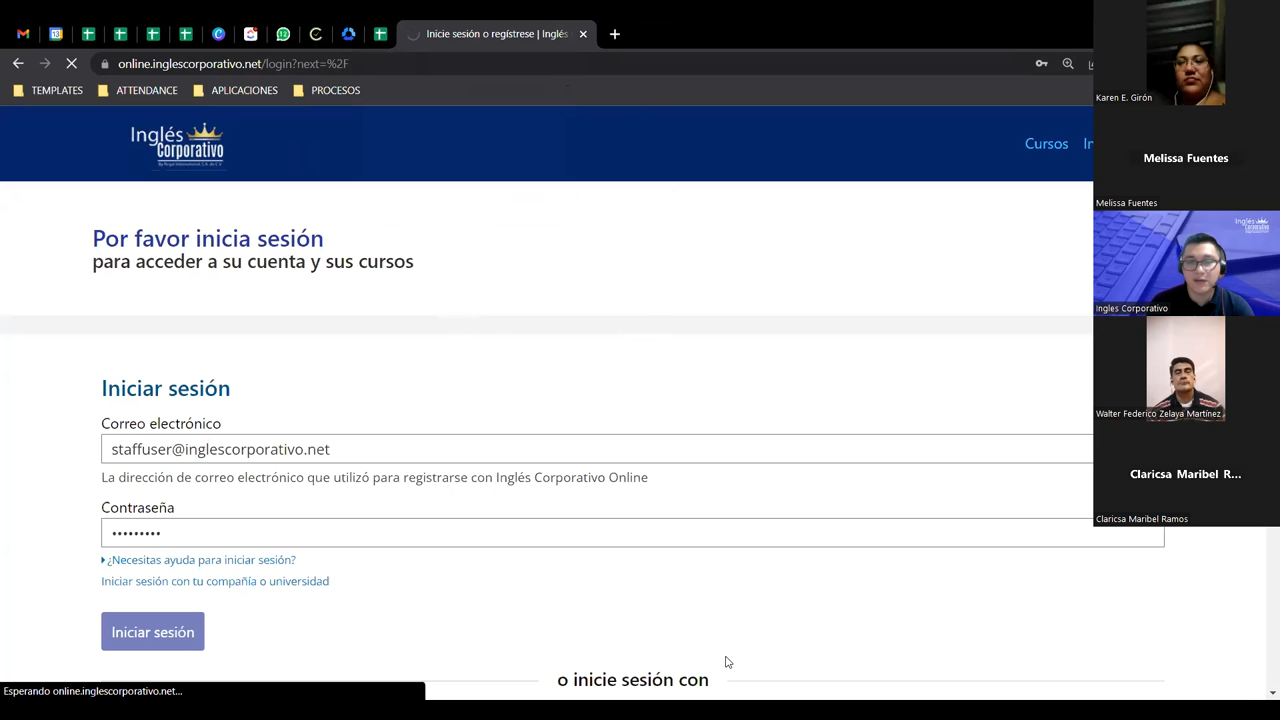 Inicie sesión o regístrese | Inglés
online.inglescorporativo.net/login?next=%2F
TEMPLATES
ATTENDANCE
APLICACIONES
PROCESOS
Inglés
Corporativo
Cursos
Por favor inicia sesión
para acceder a su cuenta y sus cursos
Iniciar sesión
Correo electrónico
staffuser@inglescorporativo.net
La dirección de correo electrónico que utilizó para registrarse con Inglés Corporativo Online
Contraseña
•••••••••
¿Necesitas ayuda para iniciar sesión?
Iniciar sesión con tu compañía o universidad
Iniciar sesión
o inicie sesión con
Esperando online.inglescorporativo.net...
Karen E. Girón
Melissa Fuentes
Melissa Fuentes
Inglés
Corporativo
Ingles Corporativo
Walter Federico Zelaya Martínez
Claricsa Maribel R...
Claricsa Maribel Ramos